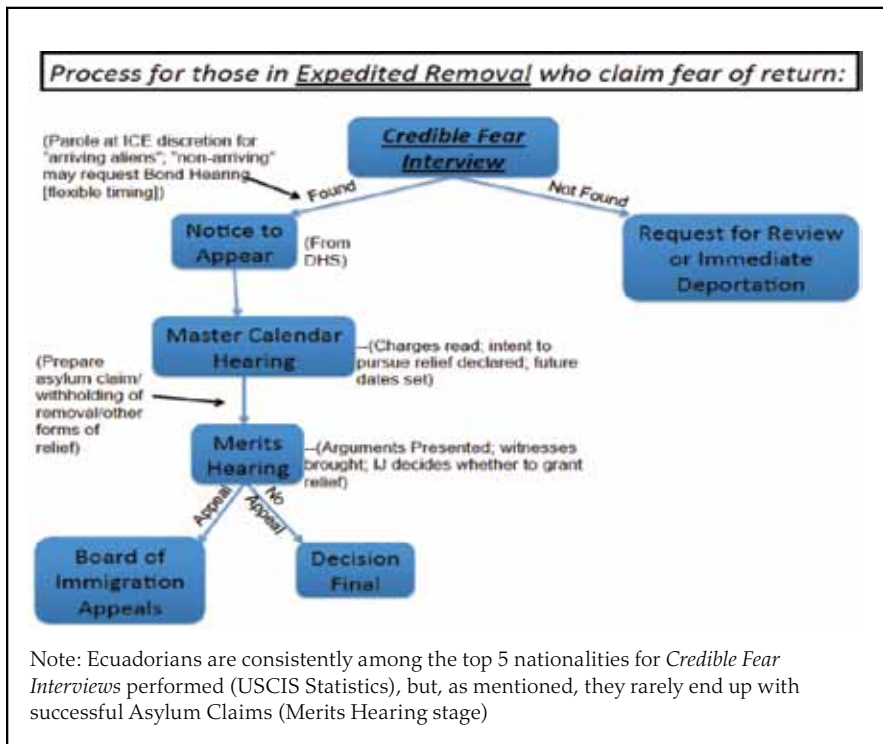 Process for those in Expedited Removal who claim fear of return:
(Parole at ICE discretion for
"arriving aliens"; "non-arriving"
may request Bond Hearing
[flexible timing])
Credible Fear
Interview
Found
Not Found
Notice to
Appear
(From
DHS)
Request for Review
or Immediate
Deportation
Master Calendar
Hearing
--(Charges read; intent to
pursue relief declared; future
dates set)
(Prepare
asylum claim/
withholding of
removal/other
forms of
relief)
Merits
Hearing
--(Arguments Presented; witnesses
brought; IJ decides whether to grant
relief)
Appeal
No
Appeal
Board of
Immigration
Appeals
Decision
Final
Note: Ecuadorians are consistently among the top 5 nationalities for Credible Fear
Interviews performed (USCIS Statistics), but, as mentioned, they rarely end up with
successful Asylum Claims (Merits Hearing stage)